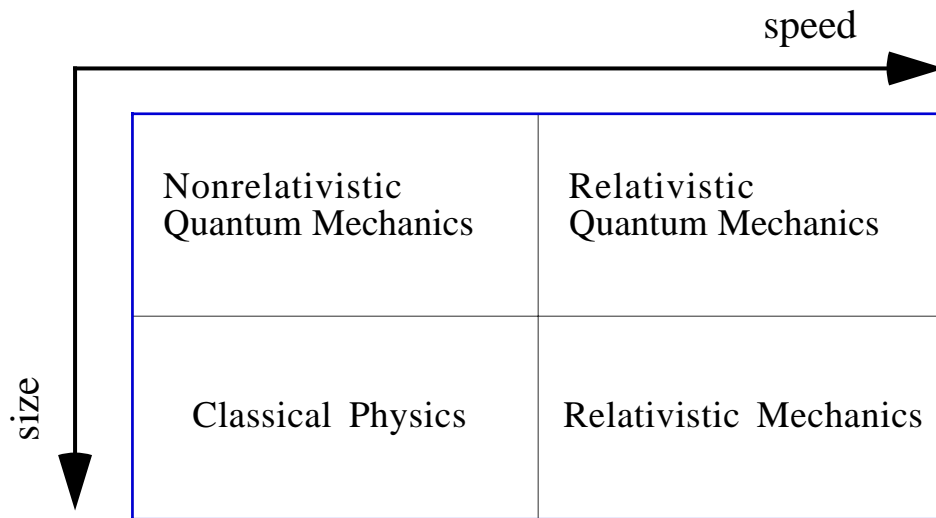 speed
Nonrelativistic
Quantum Mechanics
Relativistic
Quantum Mechanics
size
Classical Physics
Relativistic Mechanics